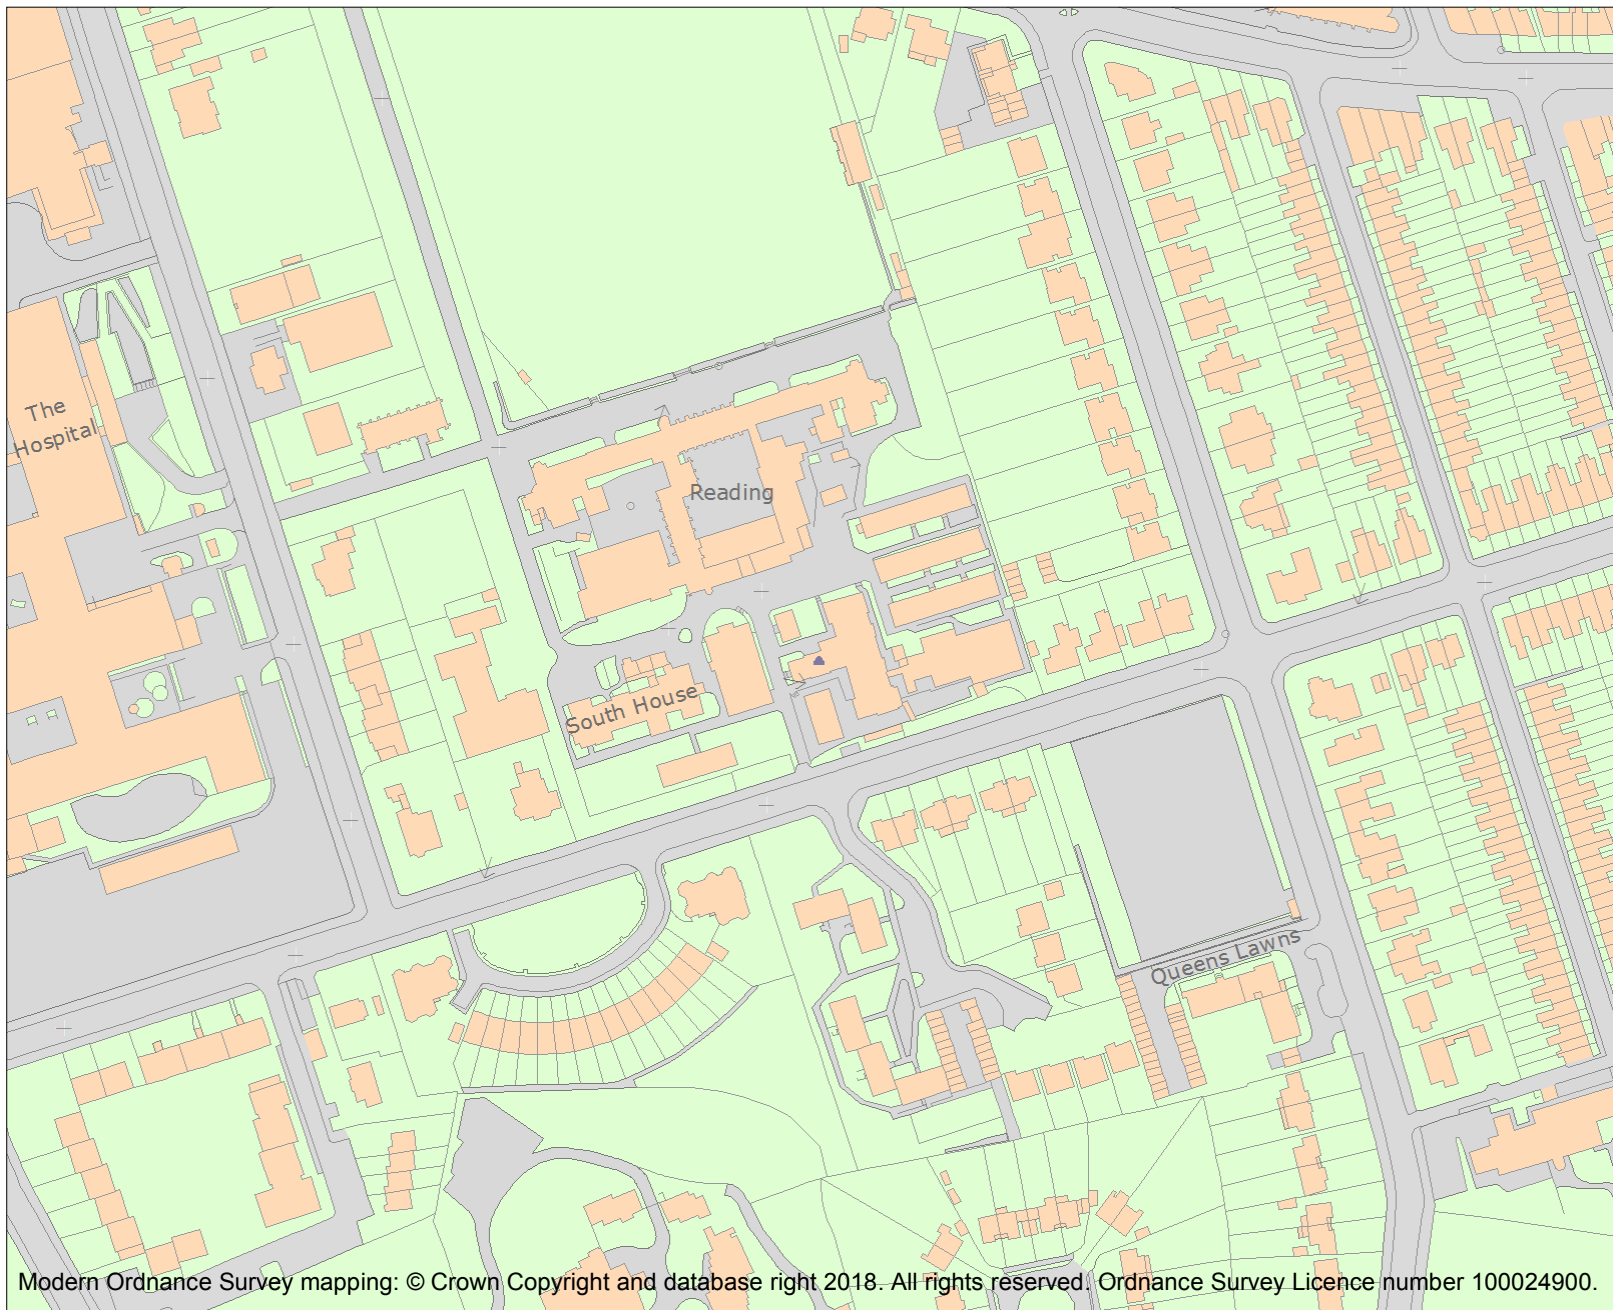 The
Hospital
Reading
South House
Queens Lawns
Modern Ordnance Survey mapping: © Crown Copyright and database right 2018. All rights reserved. Ordnance Survey Licence number 100024900.